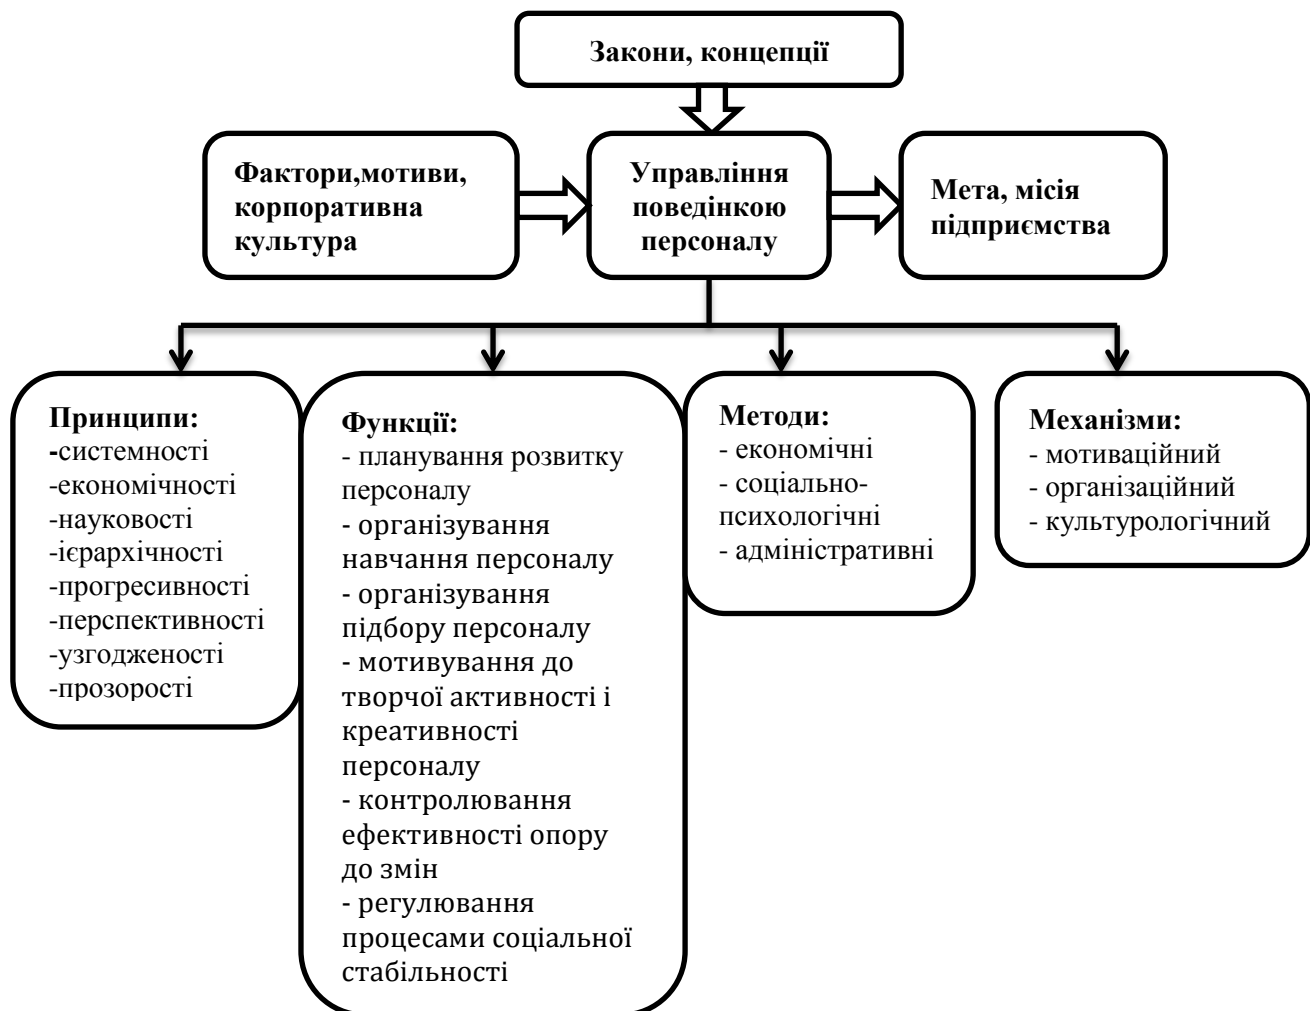 Закони, концепції
Фактори,мотиви,
корпоративна
культура
Управління
поведінкою
персоналу
Мета, місія
підприємства
Принципи:
-системності
-економічності
-науковості
-ієрархічності
-прогресивності
-перспективності
-узгодженості
-прозорості
Функції:
- планування розвитку
персоналу
- організування
навчання персоналу
- організування
підбору персоналу
- мотивування до
творчої активності і
креативності
персоналу
- контролювання
ефективності опору
до змін
- регулювання
процесами соціальної
стабільності
Методи:
- економічні
- соціально-
психологічні
- адміністративні
Механізми:
- мотиваційний
- організаційний
- культурологічний